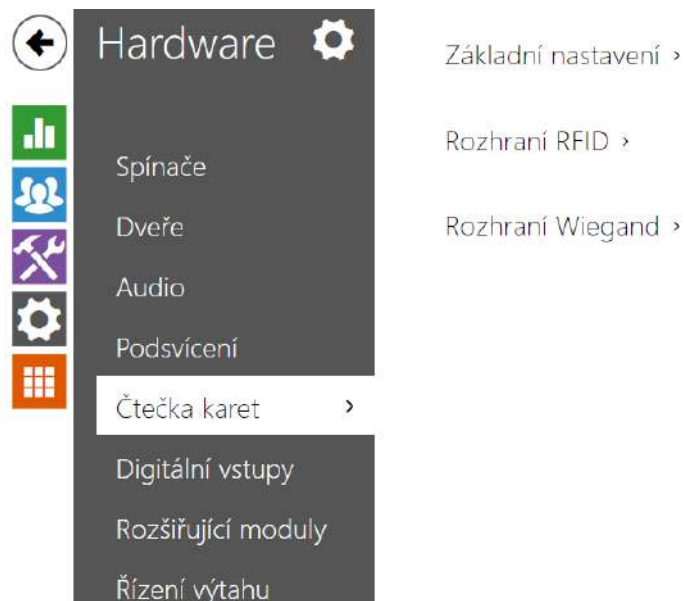 Hardware
Spínače
Dveře
Audio
Podsvícení
Čtečka karet
Digitální vstupy
Rozšiřující moduly
Řízení výtahu
Základní nastavení
Rozhraní RFID
Rozhraní Wiegand